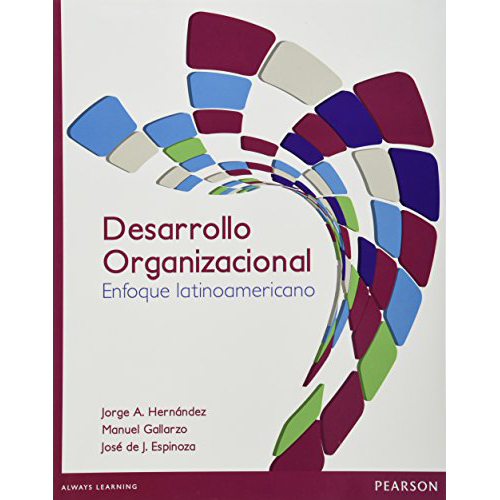 Desarrollo
Organizacional
Enfoque latinoamericano
Jorge A. Hernández
Manuel Gallarzo
José de J. Espinoza
ALWAYS LEARNING
PEARSON